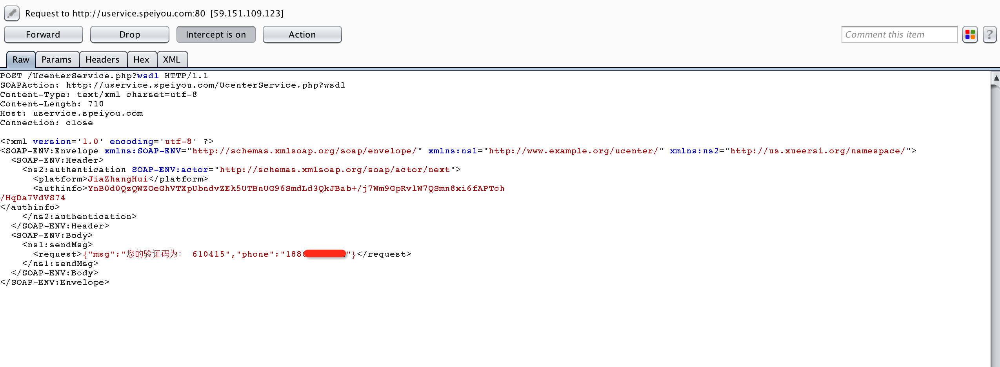 Request to http://uservice.speiyou.com:80 [59.151.109.123]
Forward
Drop
Intercept is on
Action
Comment this item
?
Raw
Params
Headers
Hex
XML
POST /UcenterService.php?wsdl HTTP/1.1
SOAPAction: http://uservice.speiyou.com/UcenterService.php?wsdl
Content-Type: text/xml charset=utf-8
Content-Length: 710
Host: uservice.speiyou.com
Connection: close
<?xml version='1.0' encoding='utf-8' ?>
<SOAP-ENV:Envelope xmlns:SOAP-ENV="http://schemas.xmlsoap.org/soap/envelope/" xmlns:ns1="http://www.example.org/ucenter/" xmlns:ns2="http://us.xueersi.org/namespace/">
<SOAP-ENV:Header>
<ns2:authentication SOAP-ENV:actor="http://schemas.xmlsoap.org/soap/actor/next">
<platform>JiaZhangHui</platform>
<authinfo>YnB0d0QzQWZOeGhVTXpUbndvZEk5UTBnUG96SmdLd3QkJBab+/j7Wm9GpRvlW7QSmn8xi6fAPTch
/HqDa7VdVS74
</authinfo>
</ns2:authentication>
</SOAP-ENV:Header>
<SOAP-ENV:Body>
<ns1:sendMsg>
<request>{"msg":"您的验证码为： 610415","phone":"188"}</request>
</ns1:sendMsg>
</SOAP-ENV:Body>
</SOAP-ENV:Envelope>